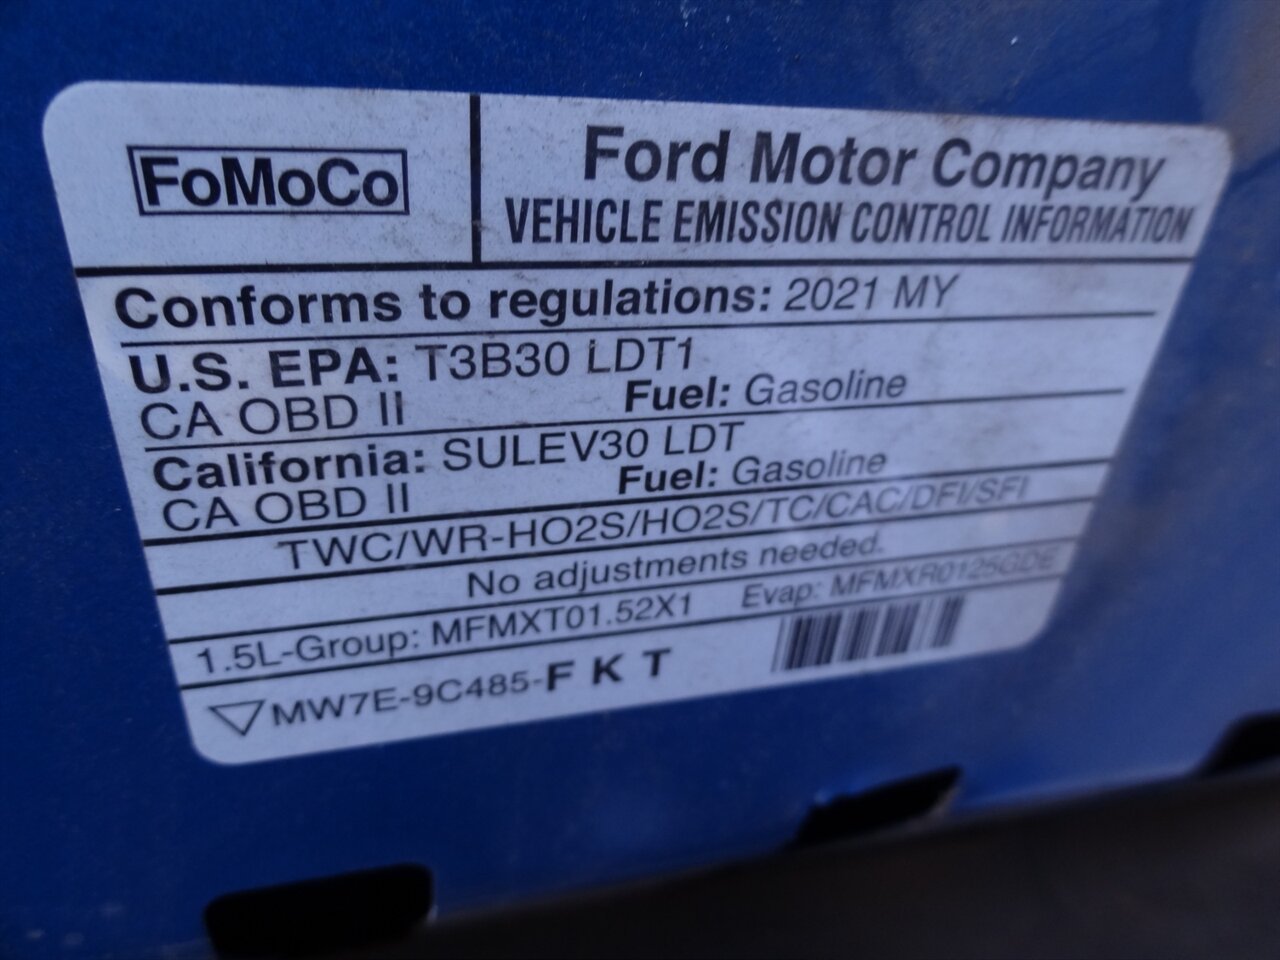 FoMoCo
Ford Motor Company
VEHICLE EMISSION CONTROL INFORMATION
Conforms to regulations: 2021 MY
U.S. EPA: T3B30 LDT1
CA OBD II Fuel: Gasoline
California: SULEV30 LDT
CA OBD II Fuel: Gasoline
TWC/WR-HO2S/HO2S/TC/CAC/DFI/SFI
No adjustments needed.
1.5L-Group: MFMXT01.52X1 Evap: MFMXR0125GDE
MW7E-9C485-F K T